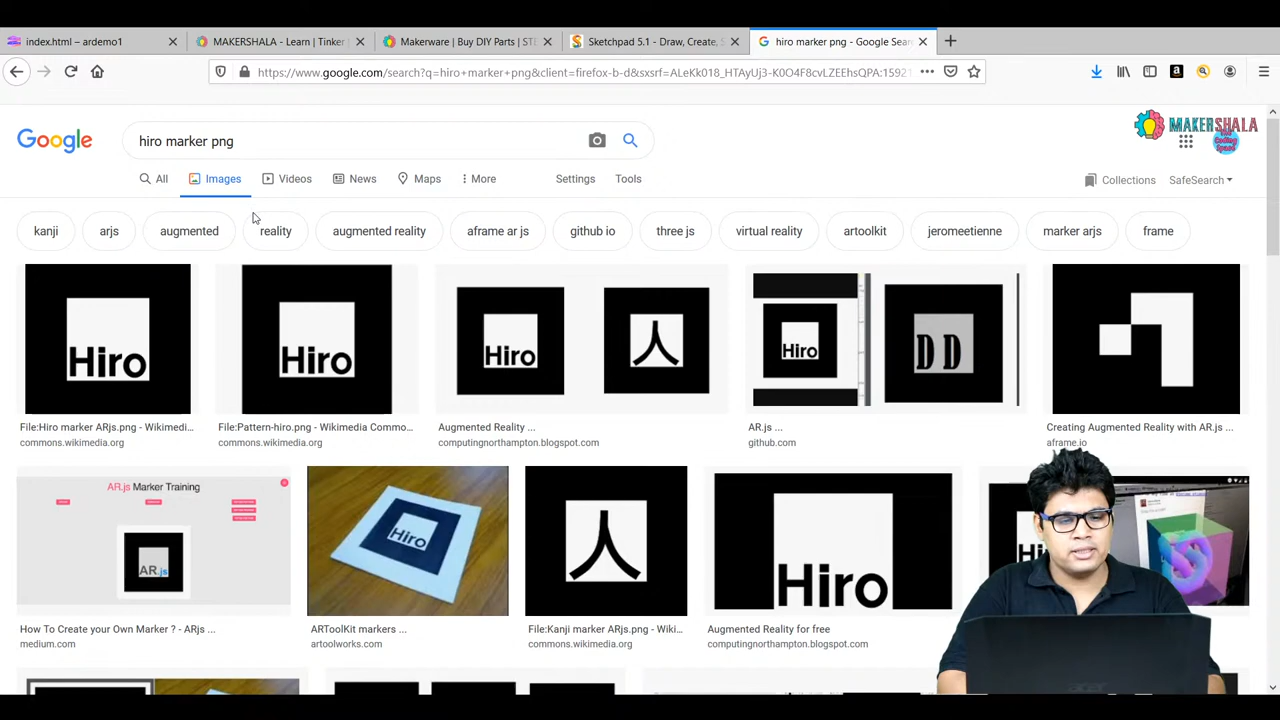 index.html – ardemo1
MAKERSHALA - Learn | Tinker |
Makerware | Buy DIY Parts | ST
Sketchpad 5.1 - Draw, Create, S
hiro marker png - Google Sear
https://www.google.com/search?q=hiro+marker+png&client=firefox-b-d&sxsrf=ALeKk018_HTAyUj3-K0O4F8cvLZEEhsQPA:15921
Google
hiro marker png
MAKERSHALA
The Coding Space
All
Images
Videos
News
Maps
More
Settings
Tools
Collections
SafeSearch
kanji
arjs
augmented
reality
augmented reality
aframe ar js
github io
three js
virtual reality
artoolkit
jeromeetienne
marker arjs
frame
Hiro
Hiro
Hiro
人
Hiro
D D
File:Hiro marker ARjs.png - Wikimedi...
commons.wikimedia.org
File:Pattern-hiro.png - Wikimedia Commo...
commons.wikimedia.org
Augmented Reality ...
computingnorthampton.blogspot.com
AR.js ...
github.com
Creating Augmented Reality with AR.js ...
aframe.io
AR.js Marker Training
AR.js
Hiro
人
Hiro
How To Create your Own Marker ? - ARjs ...
medium.com
ARToolKit markers ...
artoolworks.com
File:Kanji marker ARjs.png - Wiki...
commons.wikimedia.org
Augmented Reality for free
computingnorthampton.blogspot.com